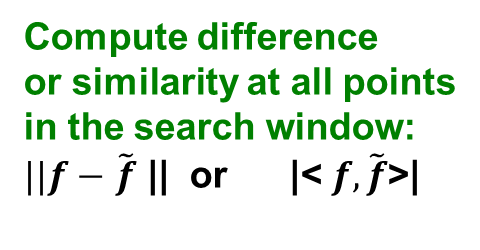 Compute difference
or similarity at all points
in the search window:
||f − f̃ || or |< f, f̃>|